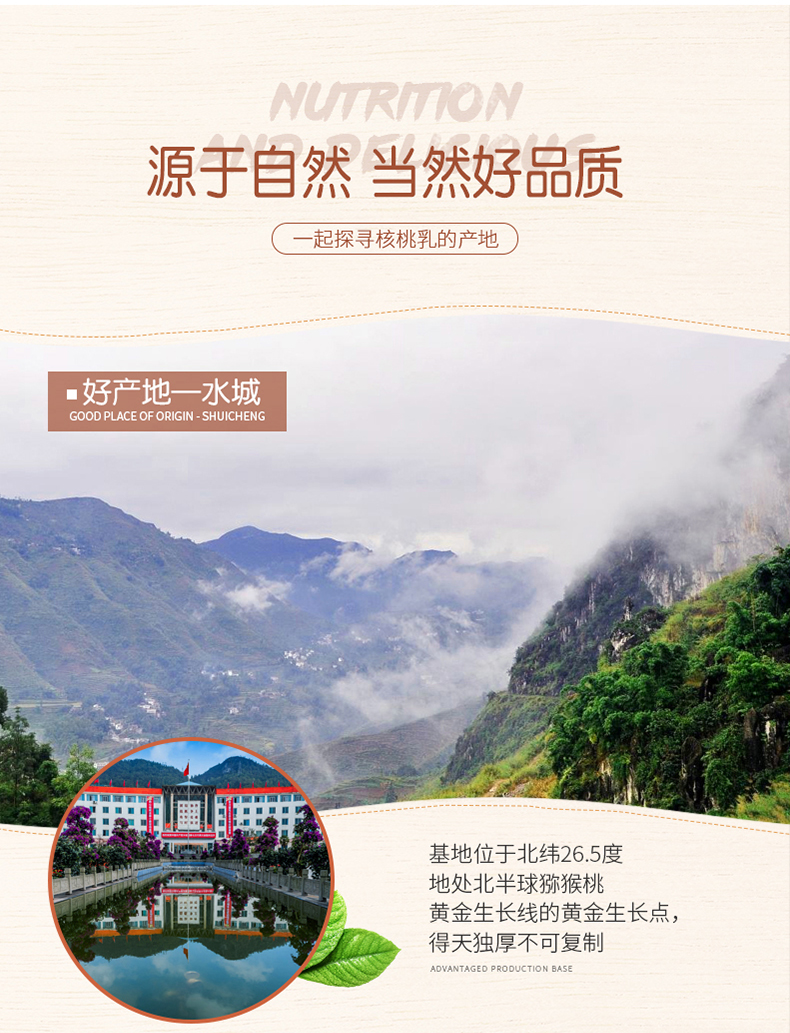 NUTRITION
AND DELICIOUS
源于自然 当然好品质
一起探寻核桃乳的产地
好产地—水城
GOOD PLACE OF ORIGIN - SHUICHENG
基地位于北纬26.5度
地处北半球猕猴桃
黄金生长线的黄金生长点，
得天独厚不可复制
ADVANTAGED PRODUCTION BASE